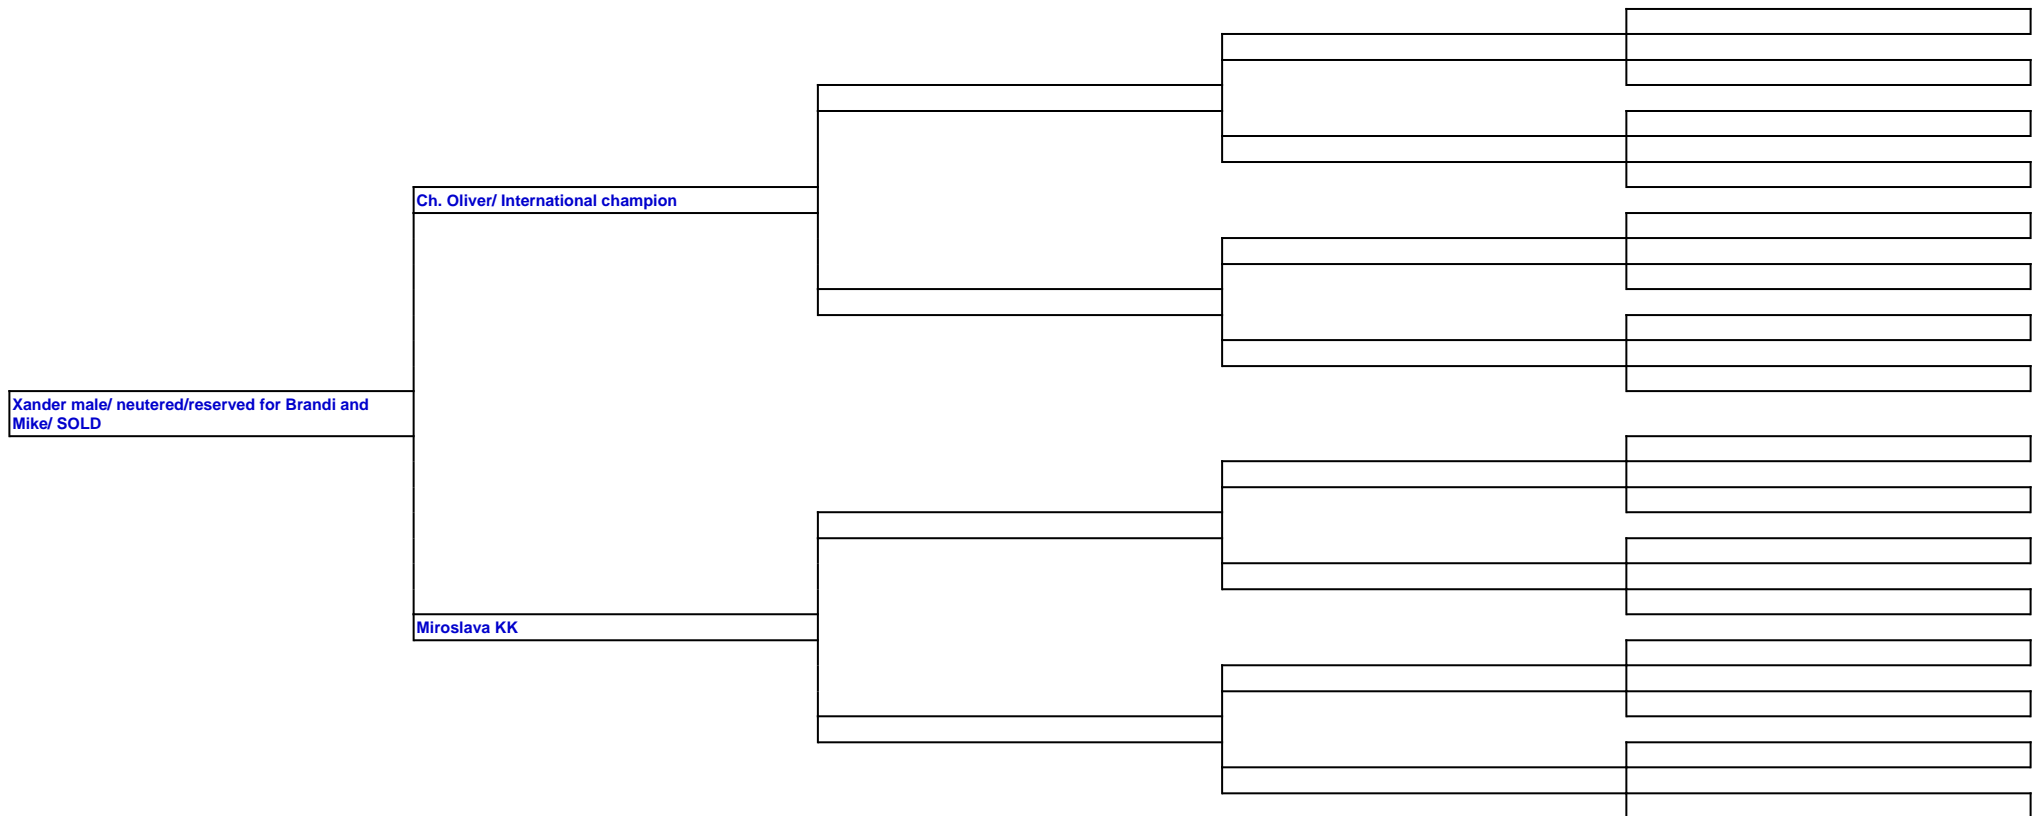 Ch. Oliver/ International champion
Xander male/ neutered/reserved for Brandi and
Mike/ SOLD
Miroslava KK